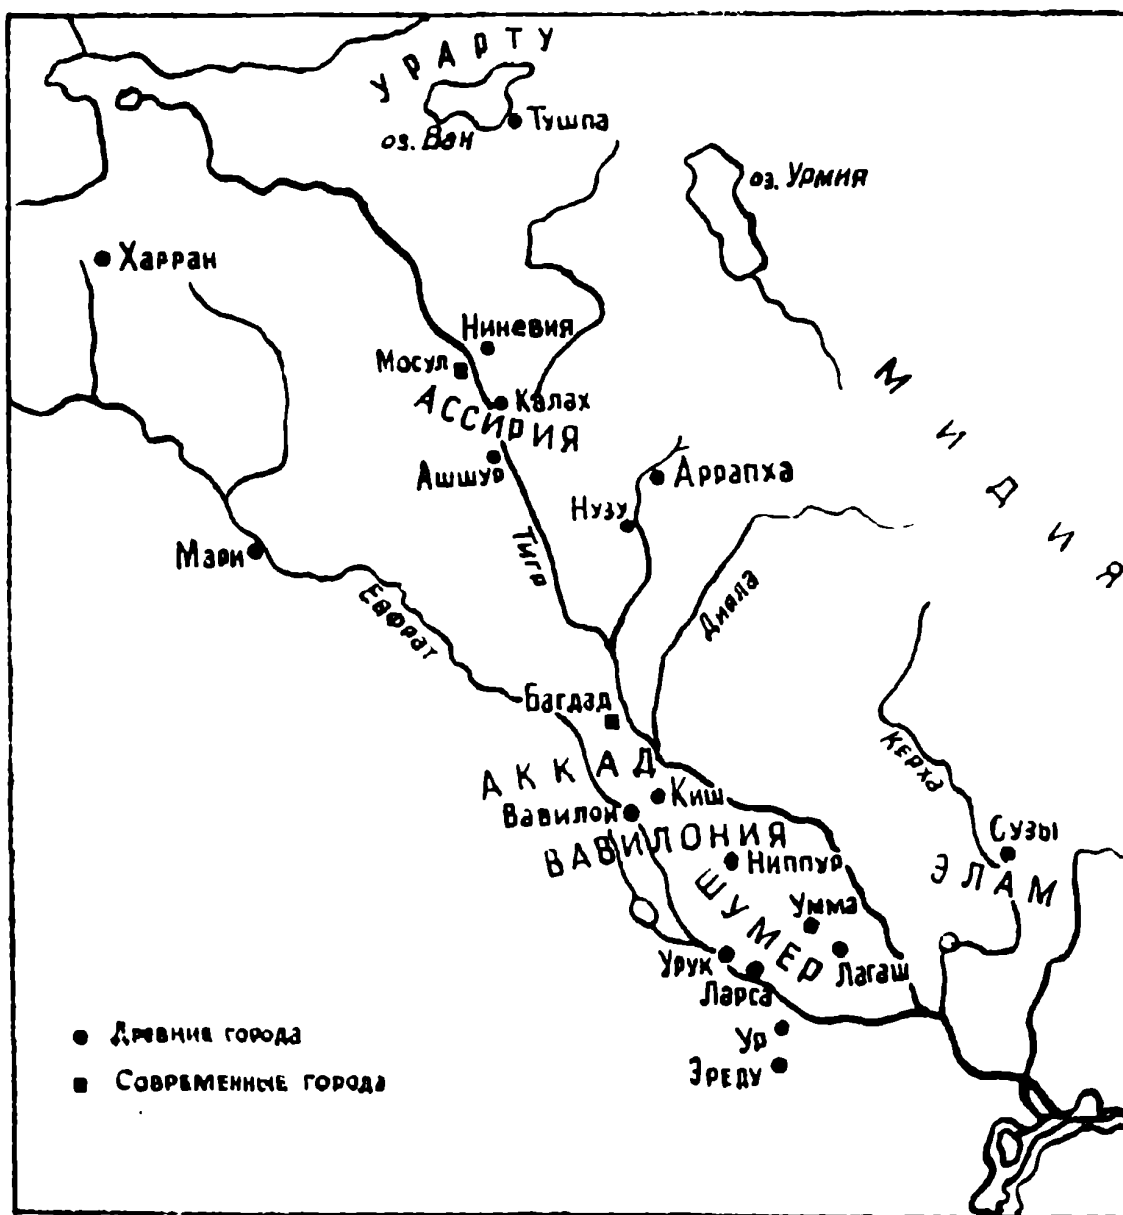 УРАРТУ
Тушпа
оз. Ван
оз. Урмия
Харран
Ниневия
Мосул
Калах
АССИРИЯ
МИДИЯ
Ашшур
Аррапха
Нузу
Тигр
Мари
Евфрат
Дияла
Багдад
Керха
АККАД
Киш
Вавилон
ВАВИЛОНИЯ
Сузы
Ниппур
ЭЛАМ
ШУМЕР
Умма
Урук
Лагаш
Ларса
Ур
Эреду
Древние города
Современные города